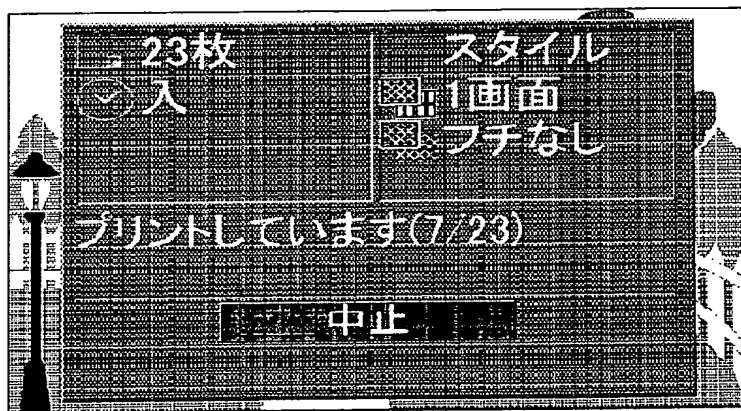 23枚
入
スタイル
1画面
フチなし
プリントしています(7/23)
中止